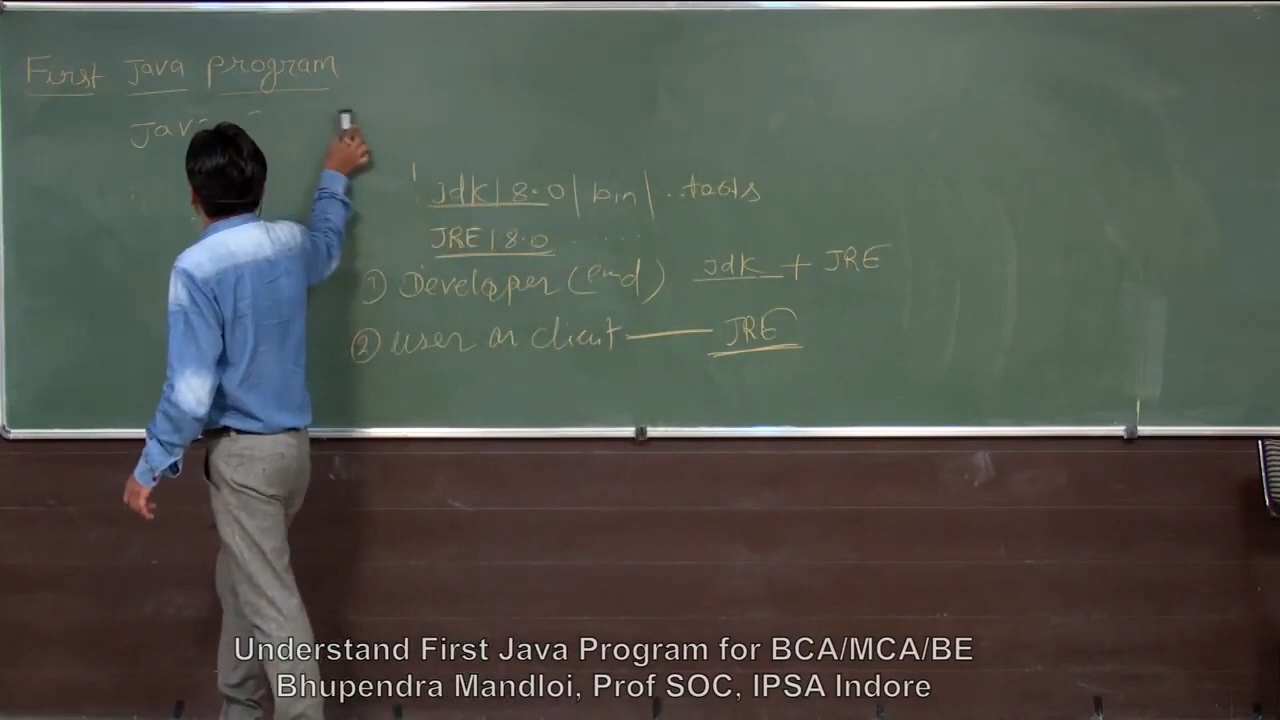 First Java program
Jav
jdk | 8.0 | bin | ..tools
JRE | 8.0 ......
1) Developer (   ) jdk + JRE
2) user or client —— JRE
Understand First Java Program for BCA/MCA/BE
Bhupendra Mandloi, Prof SOC, IPSA Indore